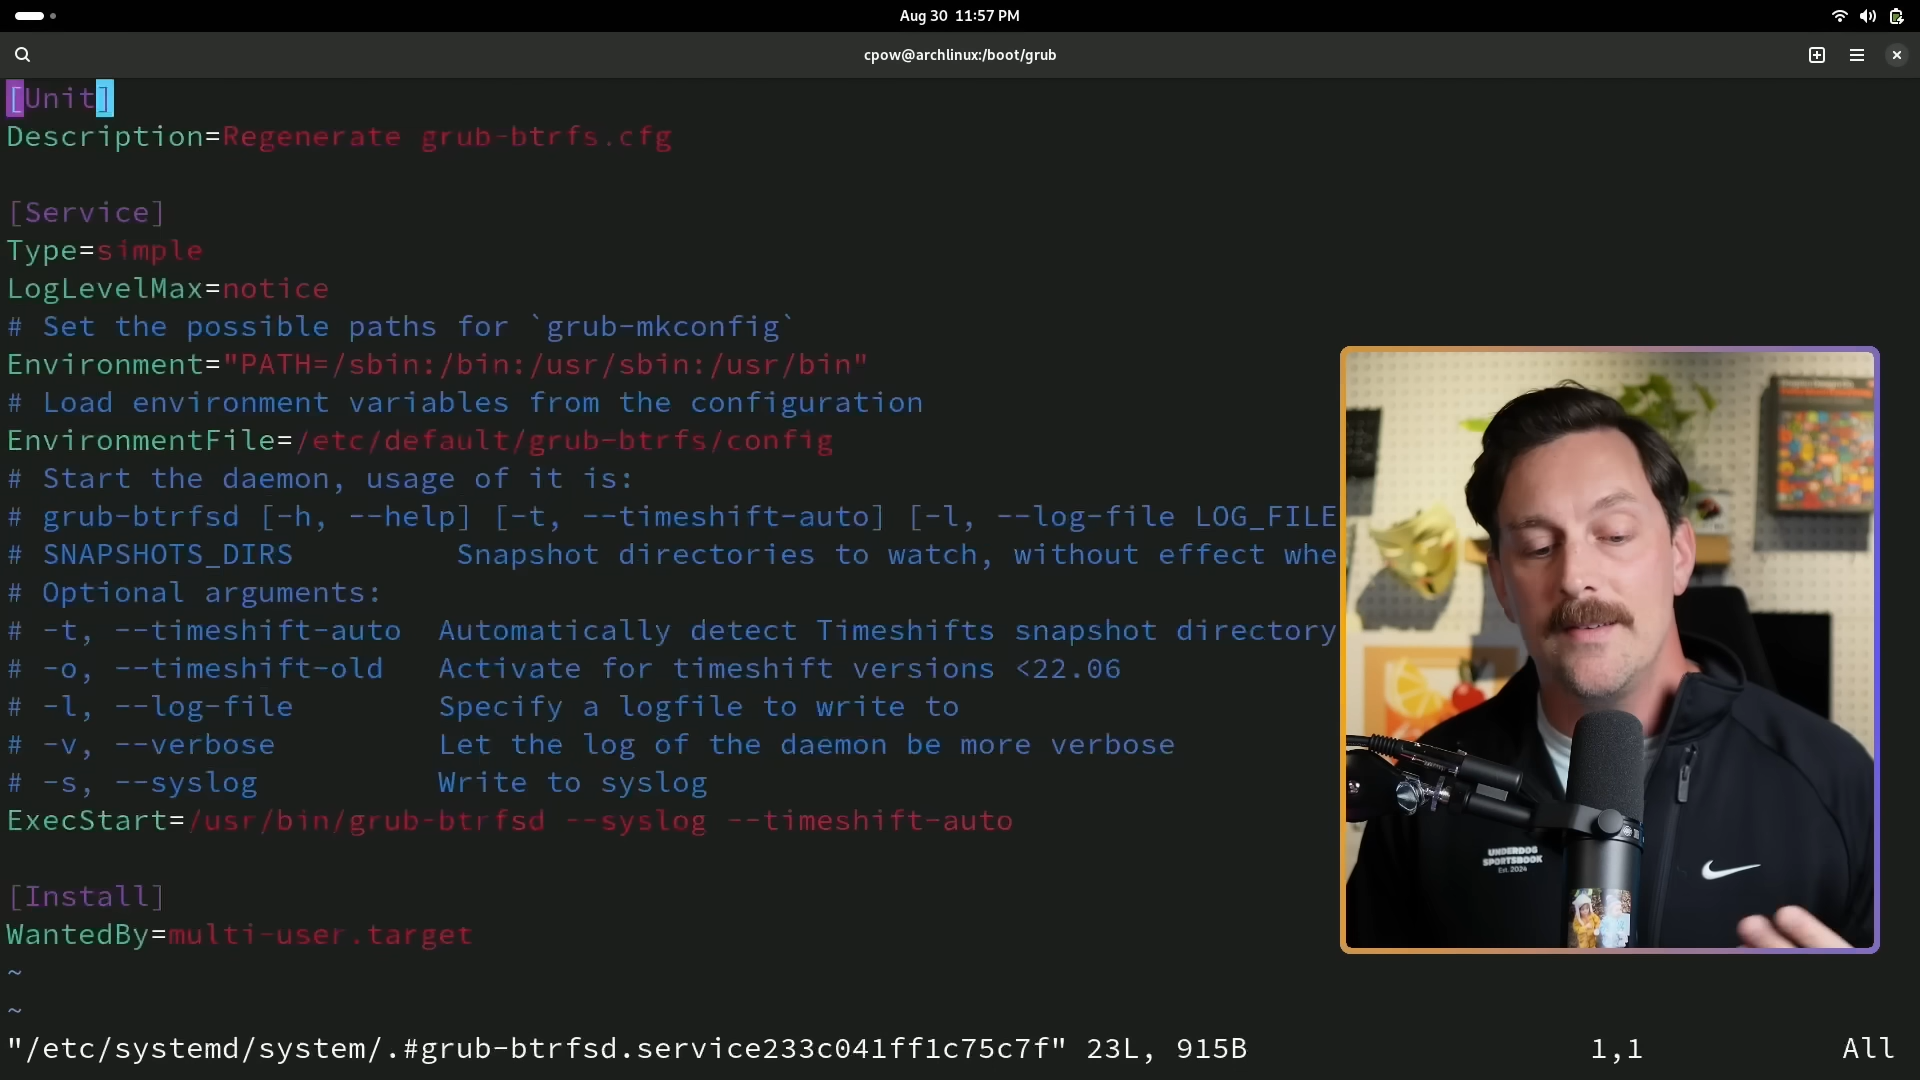 Aug 30 11:57 PM
cpow@archlinux:/boot/grub
[Unit]
Description=Regenerate grub-btrfs.cfg
[Service]
Type=simple
LogLevelMax=notice
# Set the possible paths for `grub-mkconfig`
Environment="PATH=/sbin:/bin:/usr/sbin:/usr/bin"
# Load environment variables from the configuration
EnvironmentFile=/etc/default/grub-btrfs/config
# Start the daemon, usage of it is:
# grub-btrfsd [-h, --help] [-t, --timeshift-auto] [-l, --log-file LOG_FILE
# SNAPSHOTS_DIRS         Snapshot directories to watch, without effect whe
# Optional arguments:
# -t, --timeshift-auto  Automatically detect Timeshifts snapshot directory
# -o, --timeshift-old   Activate for timeshift versions <22.06
# -l, --log-file        Specify a logfile to write to
# -v, --verbose         Let the log of the daemon be more verbose
# -s, --syslog          Write to syslog
ExecStart=/usr/bin/grub-btrfsd --syslog --timeshift-auto
[Install]
WantedBy=multi-user.target
~
~
"/etc/systemd/system/.#grub-btrfsd.service233c041ff1c75c7f" 23L, 915B 1,1 All
UNDERDOG
SPORTSBOOK
Est. 2024